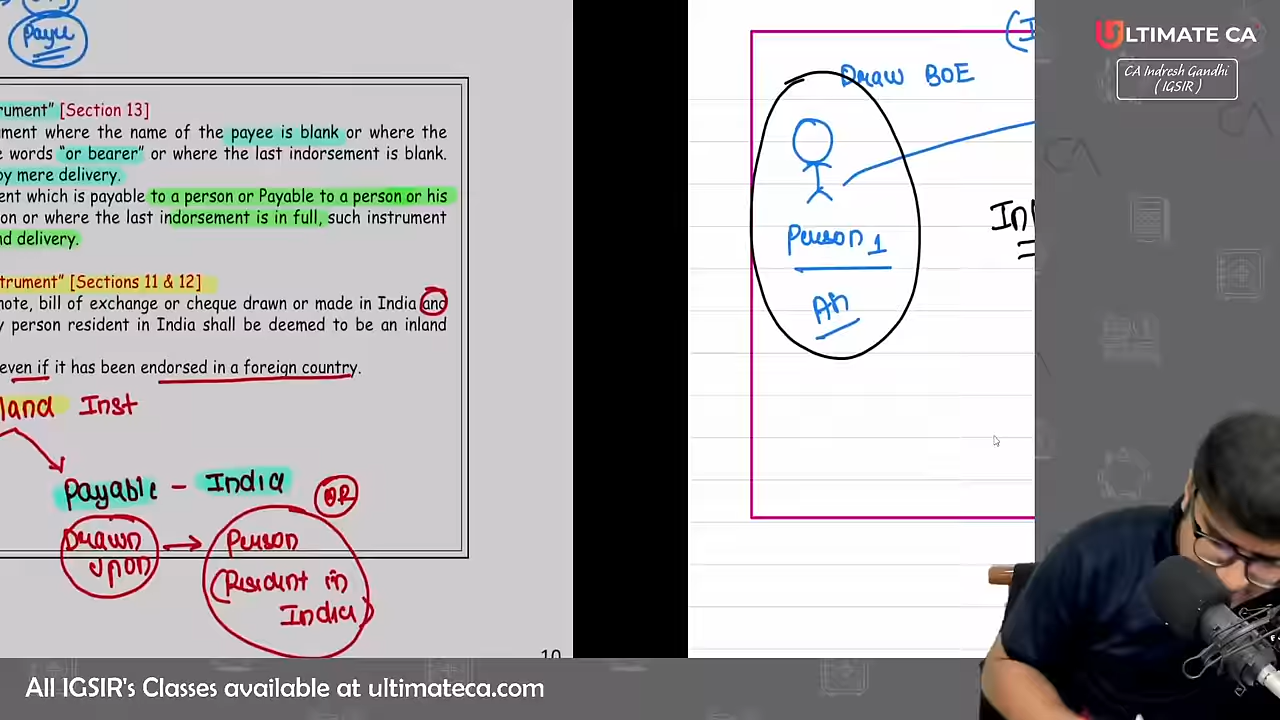 Payee
rument" [Section 13]
ment where the name of the payee is blank or where the
e words "or bearer" or where the last indorsement is blank.
by mere delivery.
ent which is payable to a person or Payable to a person or his
on or where the last indorsement is in full, such instrument
nd delivery.
strument" [Sections 11 & 12]
note, bill of exchange or cheque drawn or made in India and
y person resident in India shall be deemed to be an inland
even if it has been endorsed in a foreign country.
land Inst
Payable - India
OR
Drawn upon → Person
(Resident in
India)
10
Draw BOE
Person 1
ULTIMATE CA
CA Indresh Gandhi
( IGSIR )
All IGSIR's Classes available at ultimateca.com